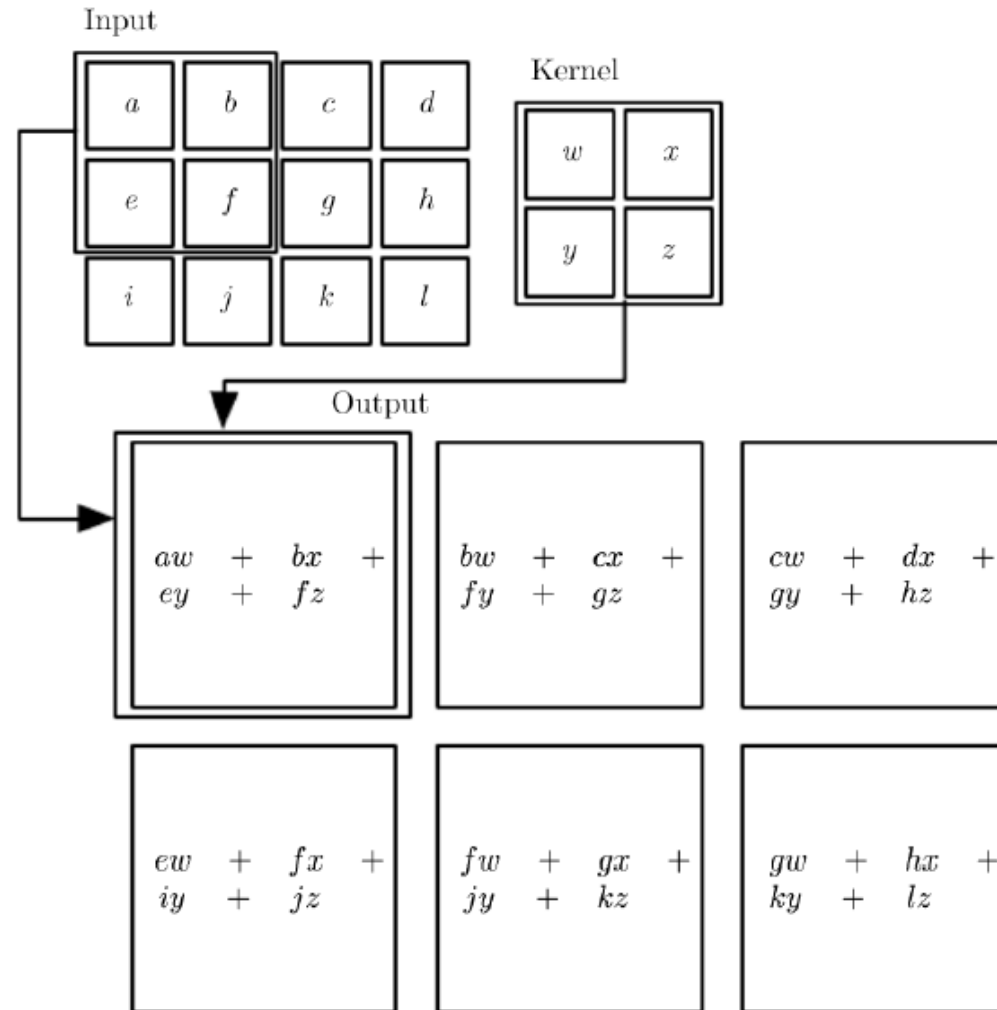 Input
Kernel
a b c d
w x
e f g h
y z
i j k l
Output
aw + bx +
ey + fz
bw + cx +
fy + gz
cw + dx +
gy + hz
ew + fx +
iy + jz
fw + gx +
jy + kz
gw + hx +
ky + lz